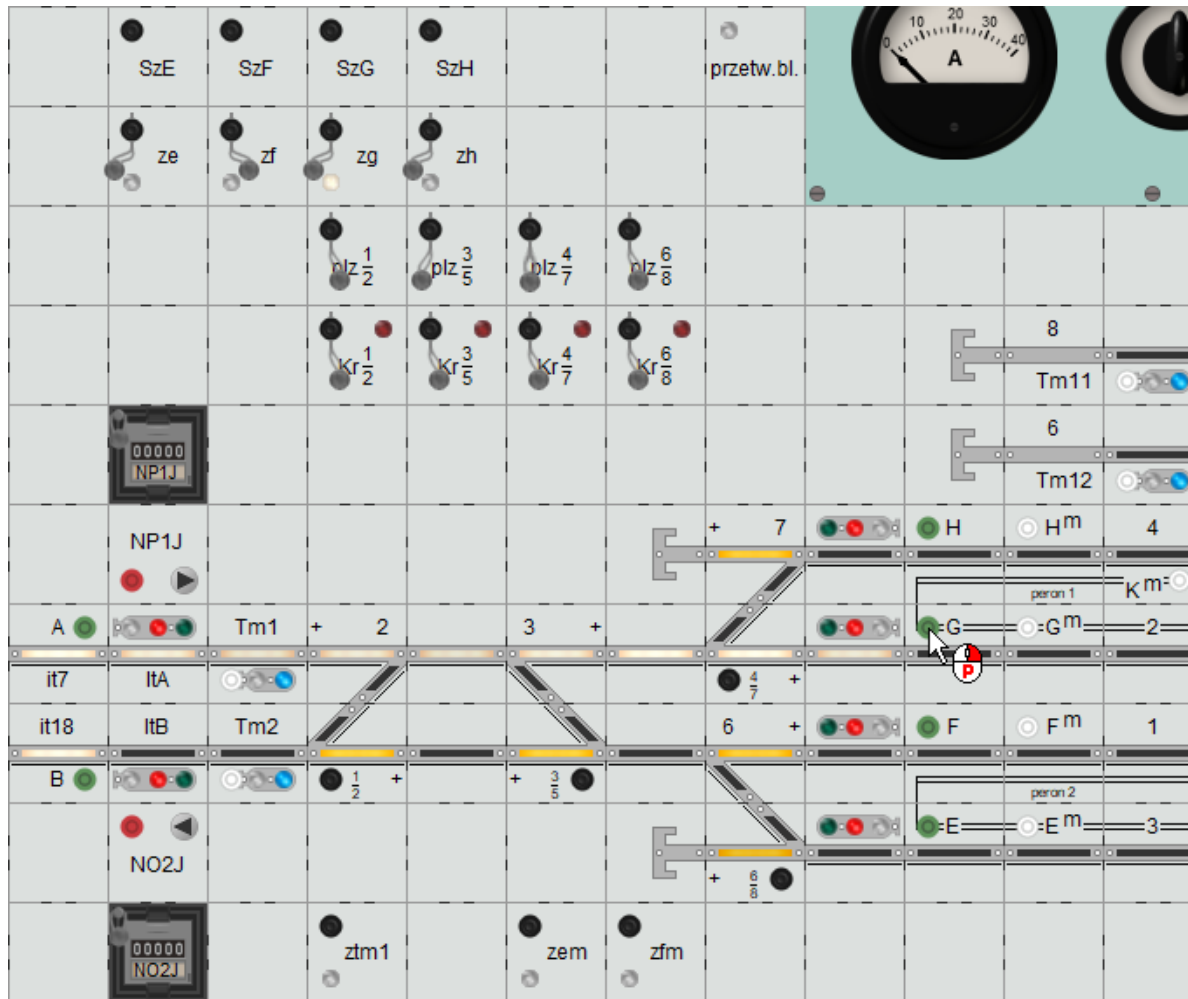 SzE SzF SzG SzH przetw.bl.
0 10 20 30 40
A
ze zf zg zh
plz 1/2 plz 3/5 plz 4/7 plz 6/8
Kr 1/2 Kr 3/5 Kr 4/7 Kr 6/8
8
Tm11
00000
NP1J
6
Tm12
NP1J
+ 7 H Hm 4
peron 1 Km
A Tm1 + 2 3 + G Gm 2
P
it7 ItA 4/7 +
it18 ItB Tm2 6 + F Fm 1
B 1/2 + + 3/5
peron 2
E Em 3
NO2J
+ 6/8
00000
NO2J
ztm1 zem zfm